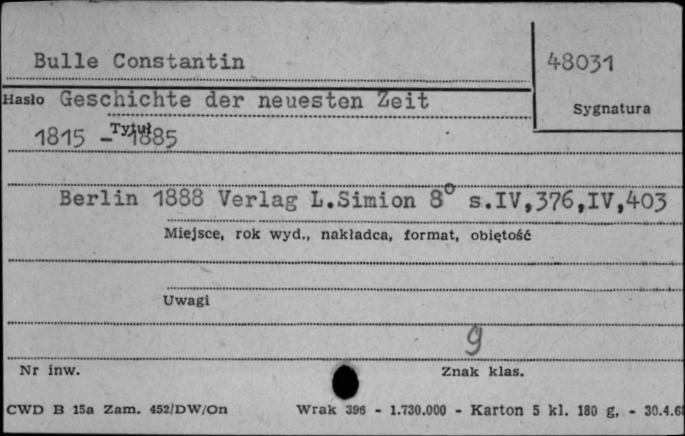 Bulle Constantin
48031
Hasło Geschichte der neuesten Zeit
Sygnatura
Tytuł
1815 - 1885
Berlin 1888 Verlag L.Simion 8° s.IV,376,IV,403
Miejsce, rok wyd., nakładca, format, objętość
Uwagi
9
Nr inw.
Znak klas.
CWD B 15a Zam. 452/DW/On Wrak 396 - 1.730.000 - Karton 5 kl. 180 g, - 30.4.6